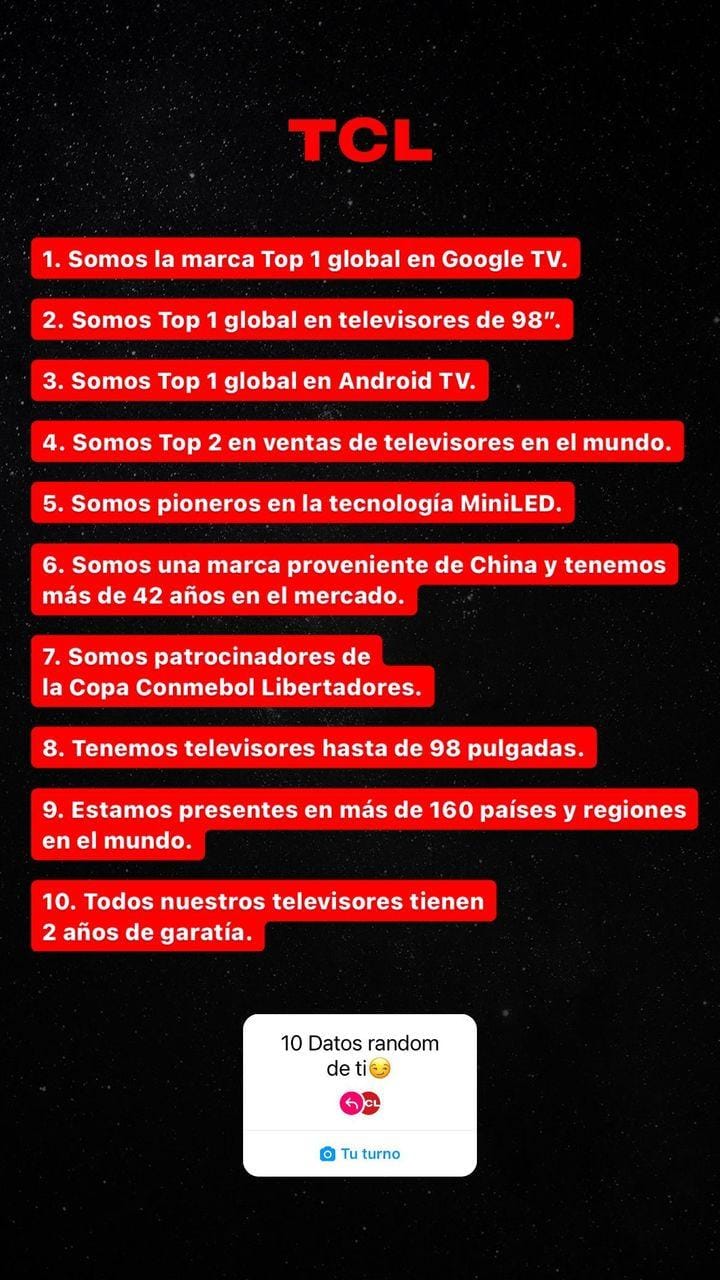 TCL
1. Somos la marca Top 1 global en Google TV.
2. Somos Top 1 global en televisores de 98”.
3. Somos Top 1 global en Android TV.
4. Somos Top 2 en ventas de televisores en el mundo.
5. Somos pioneros en la tecnología MiniLED.
6. Somos una marca proveniente de China y tenemos
más de 42 años en el mercado.
7. Somos patrocinadores de
la Copa Conmebol Libertadores.
8. Tenemos televisores hasta de 98 pulgadas.
9. Estamos presentes en más de 160 países y regiones
en el mundo.
10. Todos nuestros televisores tienen
2 años de garatía.
10 Datos random
de ti😏
CL
Tu turno